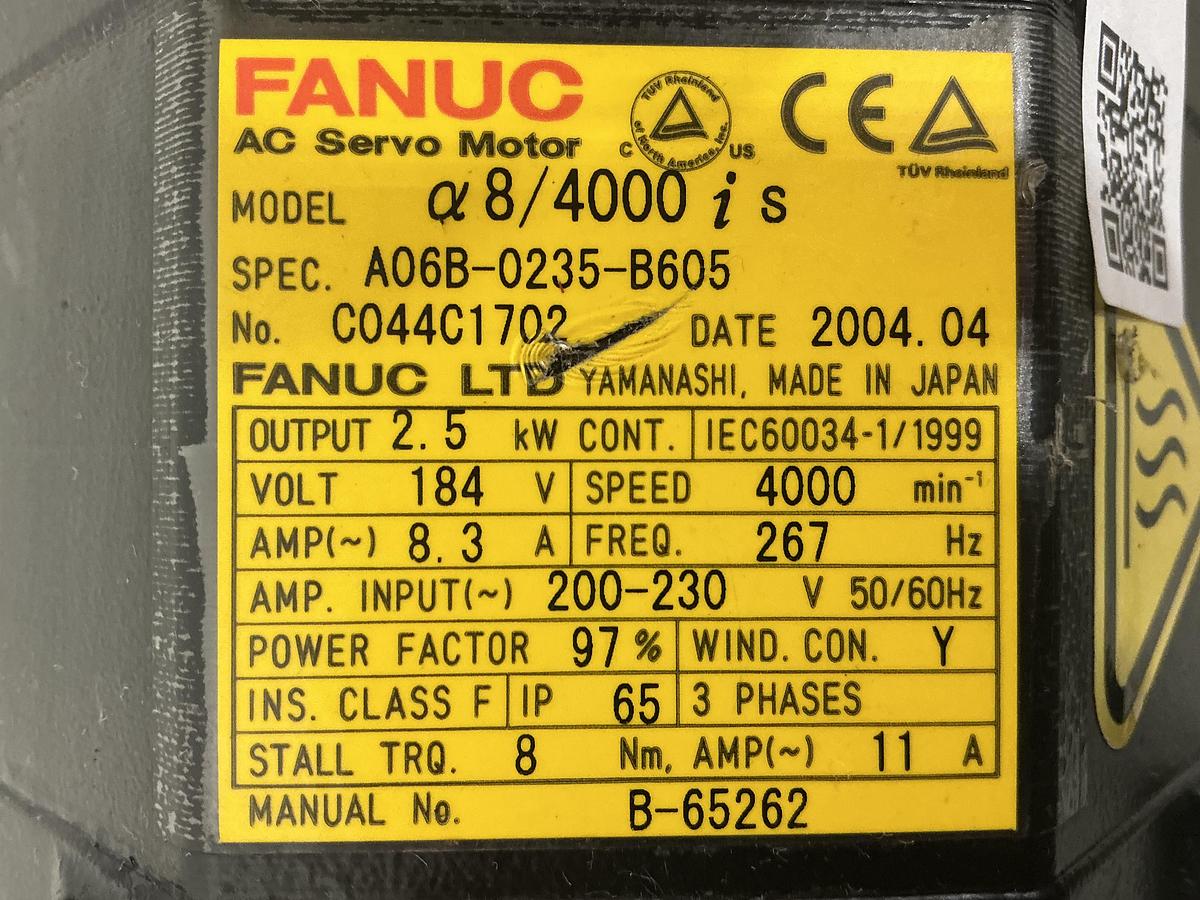 FANUC
AC Servo Motor
TÜV Rheinland of North America, Inc.
C US
CE
TÜV Rheinland
MODEL α8/4000 i s
SPEC. A06B-0235-B605
No. C044C1702 DATE 2004.04
FANUC LTD YAMANASHI, MADE IN JAPAN
OUTPUT 2.5 kW CONT. IEC60034-1/1999
VOLT 184 V SPEED 4000 min⁻¹
AMP(~) 8.3 A FREQ. 267 Hz
AMP. INPUT(~) 200-230 V 50/60Hz
POWER FACTOR 97 % WIND. CON. Y
INS. CLASS F IP 65 3 PHASES
STALL TRQ. 8 Nm, AMP(~) 11 A
MANUAL No. B-65262